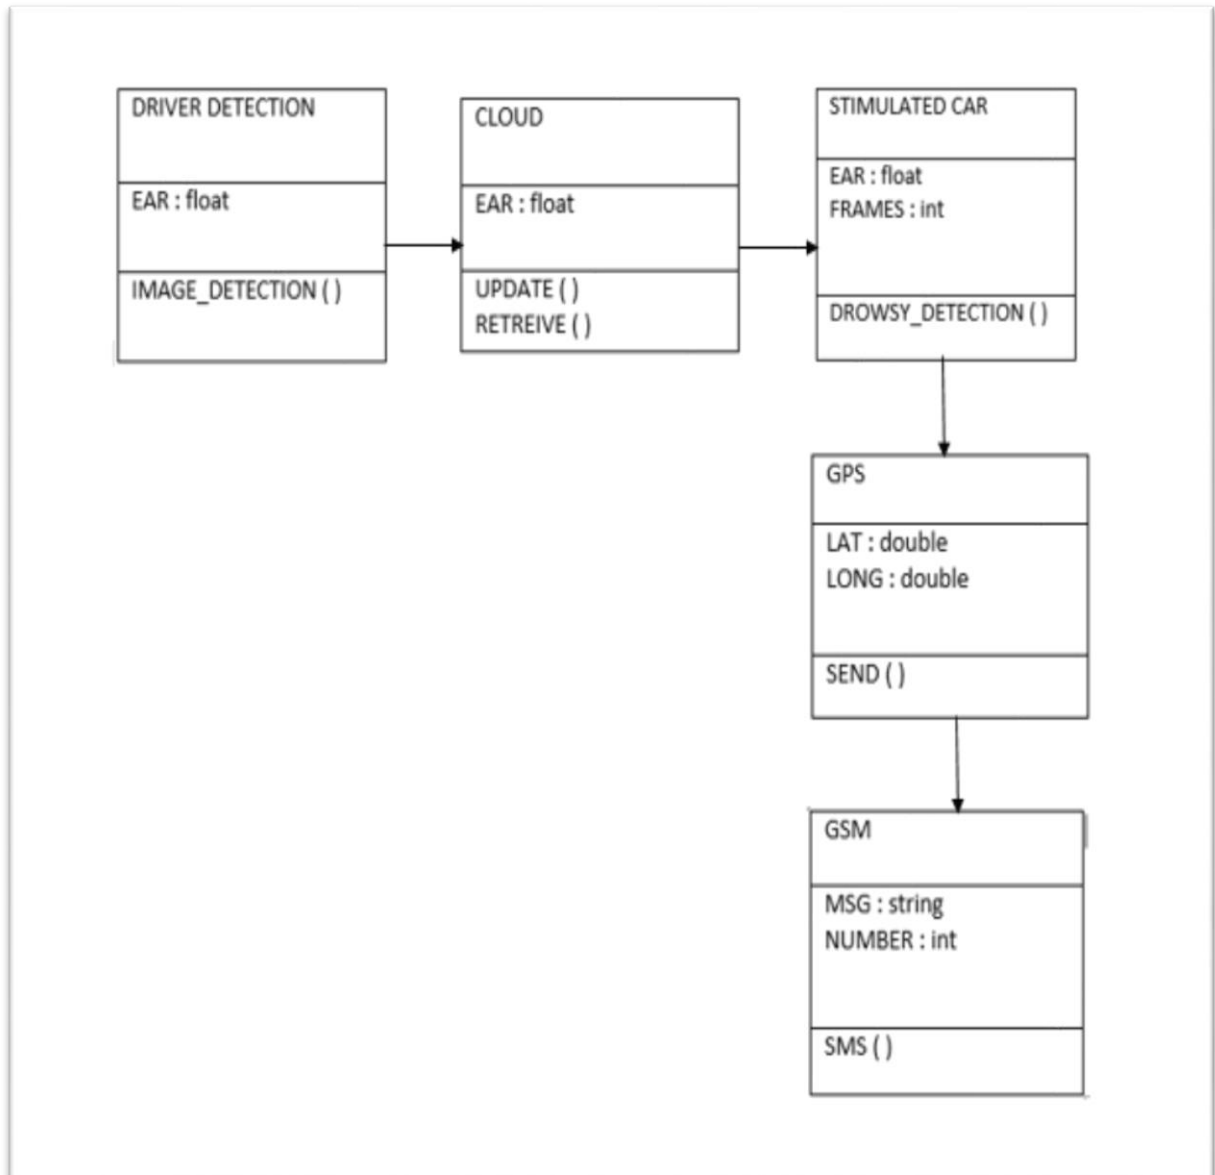 DRIVER DETECTION
EAR : float
IMAGE_DETECTION ( )
CLOUD
EAR : float
UPDATE ( )
RETREIVE ( )
STIMULATED CAR
EAR : float
FRAMES : int
DROWSY_DETECTION ( )
GPS
LAT : double
LONG : double
SEND ( )
GSM
MSG : string
NUMBER : int
SMS ( )